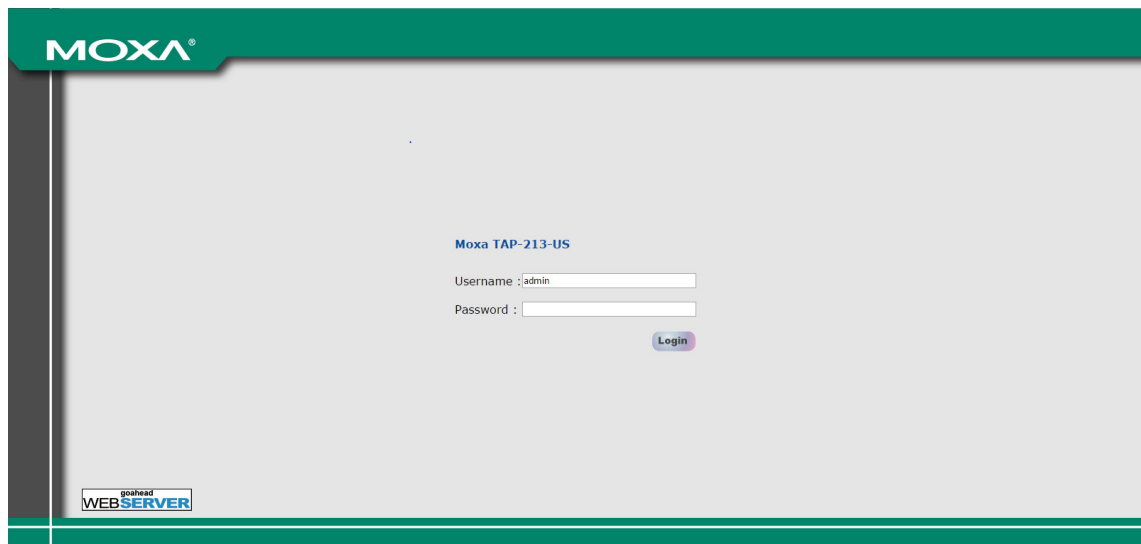 MOXA®
Moxa TAP-213-US
Username : admin
Password :
Login
goahead
WEBSERVER